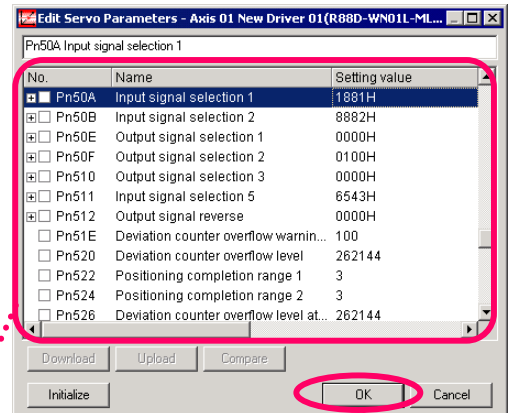 Edit Servo Parameters - Axis 01 New Driver 01(R88D-WN01L-ML...
Pn50A Input signal selection 1
No. Name Setting value
Pn50A Input signal selection 1 1881H
Pn50B Input signal selection 2 8882H
Pn50E Output signal selection 1 0000H
Pn50F Output signal selection 2 0100H
Pn510 Output signal selection 3 0000H
Pn511 Input signal selection 5 6543H
Pn512 Output signal reverse 0000H
Pn51E Deviation counter overflow warnin... 100
Pn520 Deviation counter overflow level 262144
Pn522 Positioning completion range 1 3
Pn524 Positioning completion range 2 3
Pn526 Deviation counter overflow level at... 262144
Download Upload Compare
Initialize OK Cancel